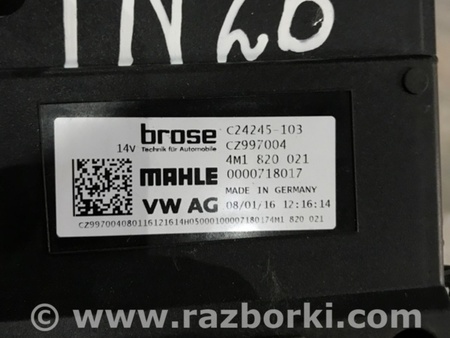 IN26
brose C24245-103
14V Technik für Automobile CZ997004
4M1 820 021
MAHLE 0000718017
MADE IN GERMANY
VW AG 08/01/16 12:16:14
CZ997004080116121614H05000100007180174M1 820 021
© www.razborki.com